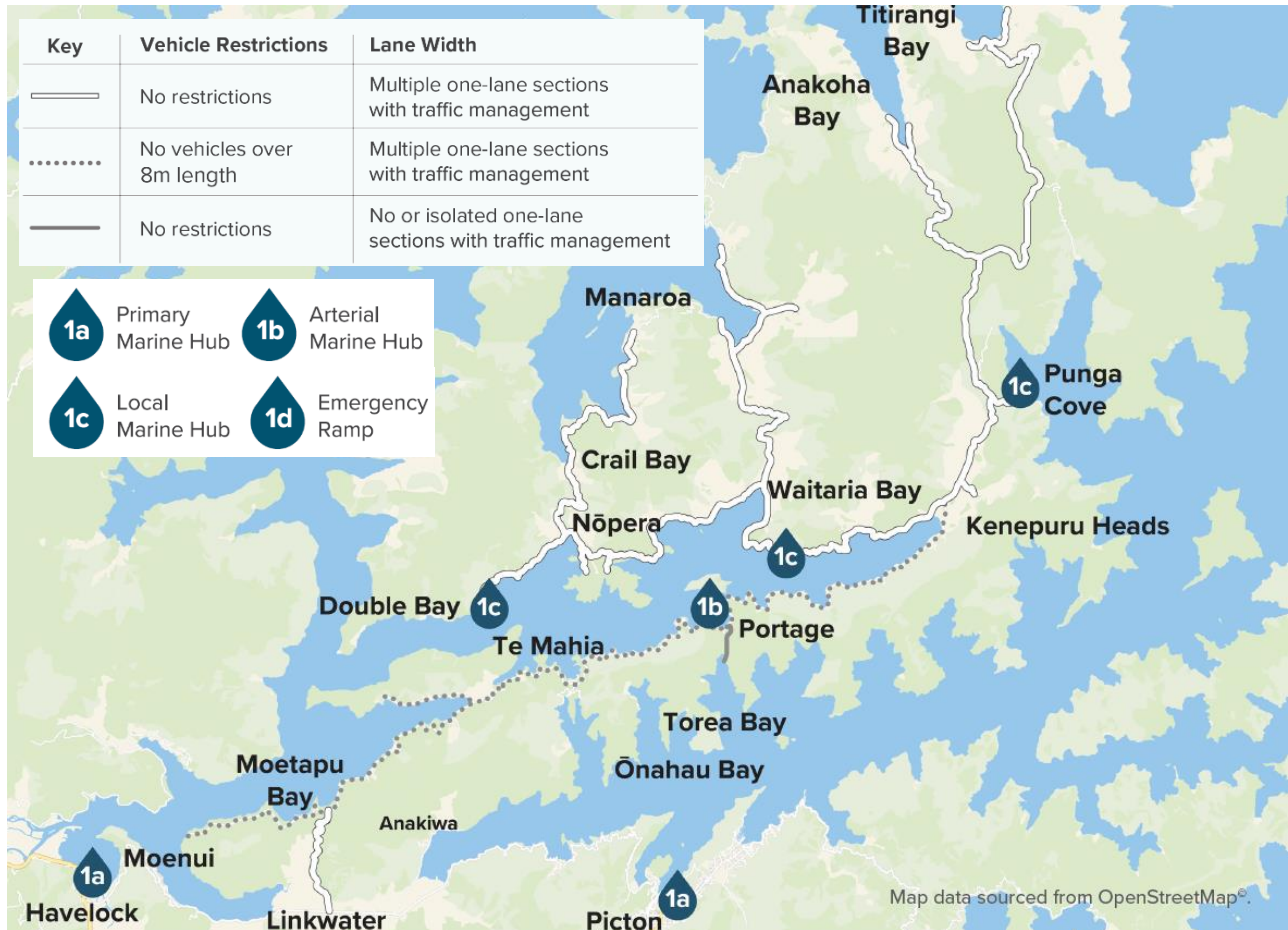 Key
Vehicle Restrictions
Lane Width
No restrictions
Multiple one-lane sections
with traffic management
No vehicles over
8m length
Multiple one-lane sections
with traffic management
No restrictions
No or isolated one-lane
sections with traffic management
1a
Primary
Marine Hub
1b
Arterial
Marine Hub
1c
Local
Marine Hub
1d
Emergency
Ramp
Titirangi
Bay
Anakoha
Bay
Manaroa
1c
Punga
Cove
Crail Bay
Waitaria Bay
Nōpera
Kenepuru Heads
1c
Double Bay
1c
1b
Portage
Te Mahia
Torea Bay
Ōnahau Bay
Moetapu
Bay
Anakiwa
Moenui
1a
Havelock
Linkwater
Picton
1a
Map data sourced from OpenStreetMap©.